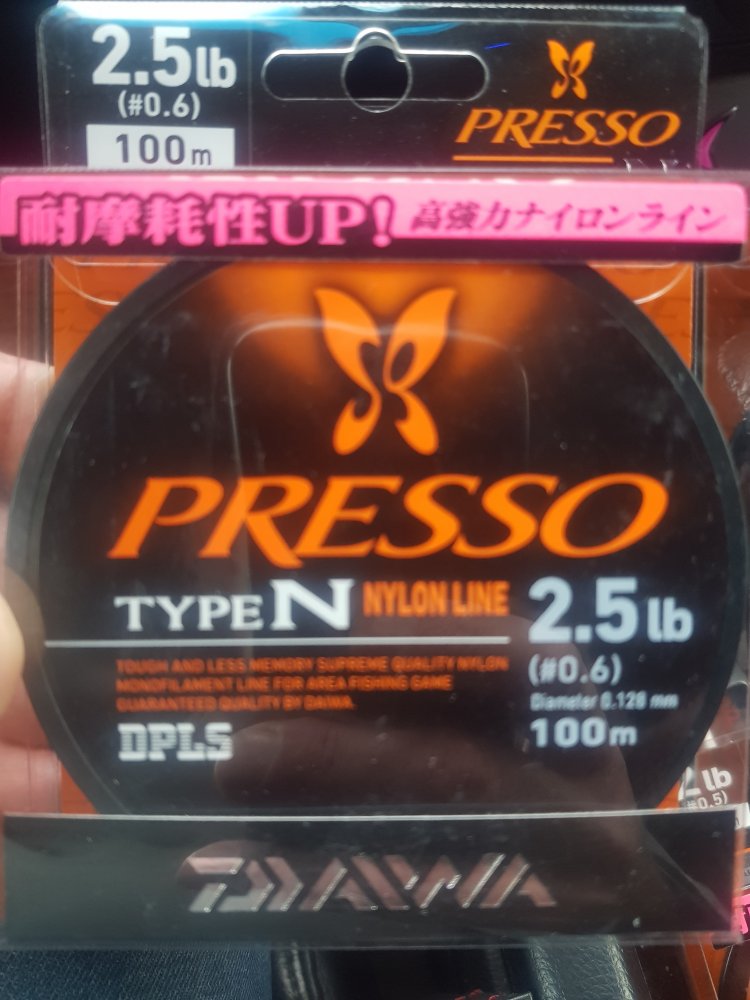 2.5lb
(#0.6)
100m
PRESSO
耐摩耗性UP! 高強力ナイロンライン
PRESSO
TYPE N NYLON LINE
2.5lb
(#0.6)
Diameter 0.128 mm
100m
TOUGH AND LESS MEMORY SUPREME QUALITY NYLON
MONOFILAMENT LINE FOR AREA FISHING GAME
GUARANTEED QUALITY BY DAIWA.
DPLS
2lb
(#0.5)
DAIWA